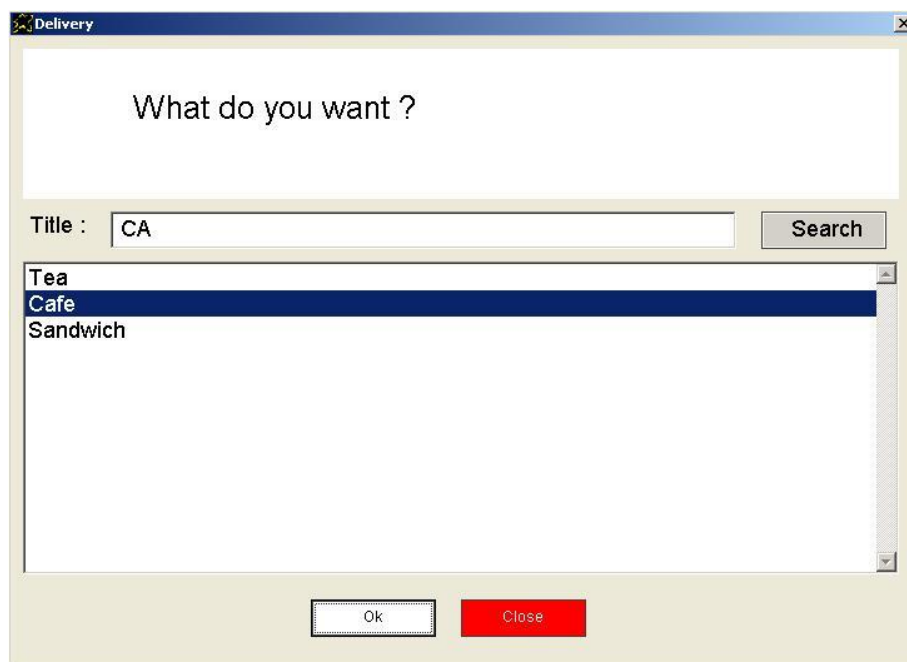 Delivery
What do you want ?
Title : CA Search
Tea
Cafe
Sandwich
Ok Close